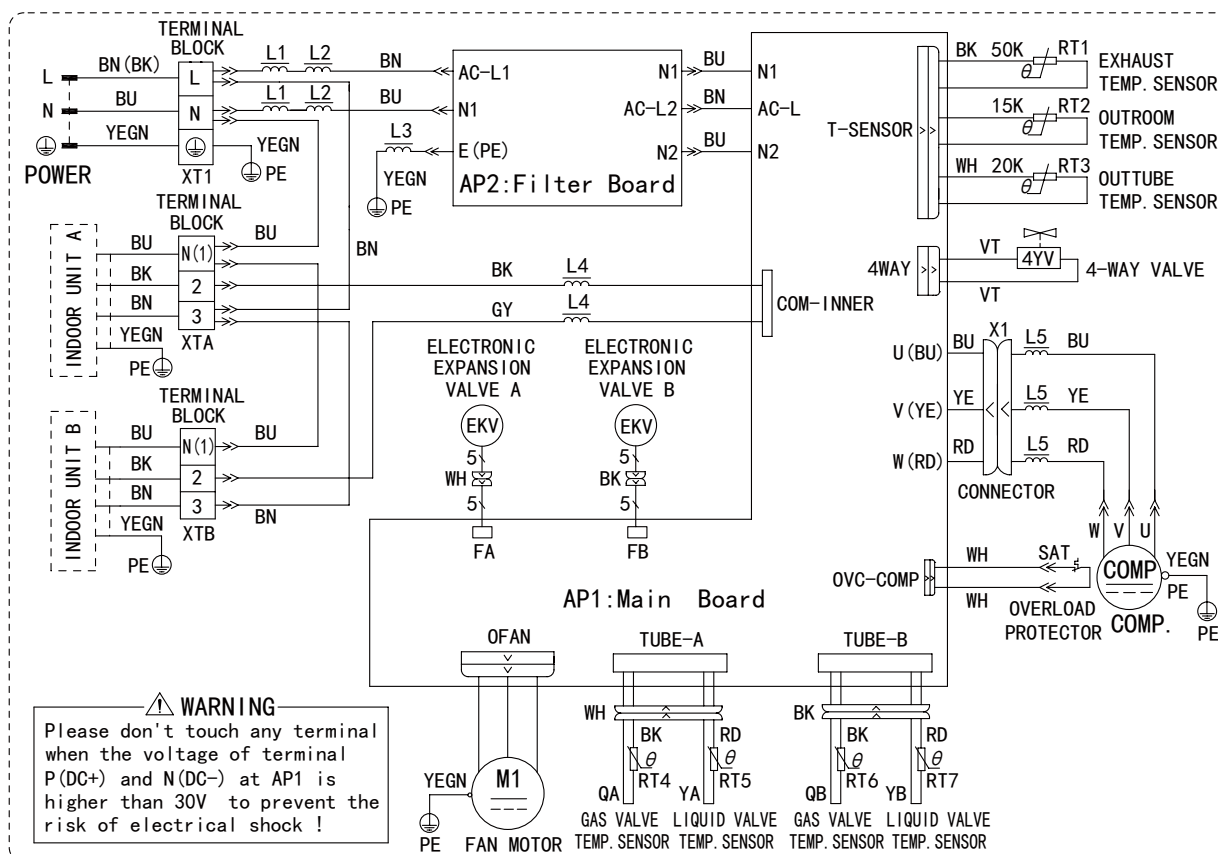 TERMINAL
BLOCK
L BN(BK) L L1 L2 BN AC-L1
N BU N L1 L2 BU N1
YEGN YEGN PE
POWER XT1
L3 E(PE)
YEGN
PE
AP2:Filter Board
N1 BU N1
AC-L2 BN AC-L
N2 BU N2
T-SENSOR
BK 50K RT1 θ EXHAUST
TEMP. SENSOR
15K RT2 θ OUTROOM
TEMP. SENSOR
WH 20K RT3 θ OUTTUBE
TEMP. SENSOR
TERMINAL
BLOCK
INDOOR UNIT A
BU N(1) BU
BK 2 BK L4
BN 3 BN
YEGN XTA GY L4
PE
COM-INNER
4WAY VT 4YV 4-WAY VALVE
VT
TERMINAL
BLOCK
INDOOR UNIT B
BU N(1) BU
BK 2
BN 3 BN
YEGN XTB
PE
ELECTRONIC
EXPANSION
VALVE A
EKV
5
WH
5
FA
ELECTRONIC
EXPANSION
VALVE B
EKV
5
BK
5
FB
X1
U(BU) BU L5 BU
V(YE) YE L5 YE
W(RD) RD L5 RD
CONNECTOR
W V U
OVC-COMP WH SAT
WH
OVERLOAD
PROTECTOR
COMP
COMP.
YEGN
PE
PE
AP1:Main Board
OFAN
M1
YEGN
PE
FAN MOTOR
TUBE-A
WH
BK RD
θ θ
RT4 RT5
QA YA
GAS VALVE
TEMP. SENSOR
LIQUID VALVE
TEMP. SENSOR
TUBE-B
BK
BK RD
θ θ
RT6 RT7
QB YB
GAS VALVE
TEMP. SENSOR
LIQUID VALVE
TEMP. SENSOR
WARNING
Please don't touch any terminal
when the voltage of terminal
P(DC+) and N(DC-) at AP1 is
higher than 30V to prevent the
risk of electrical shock !